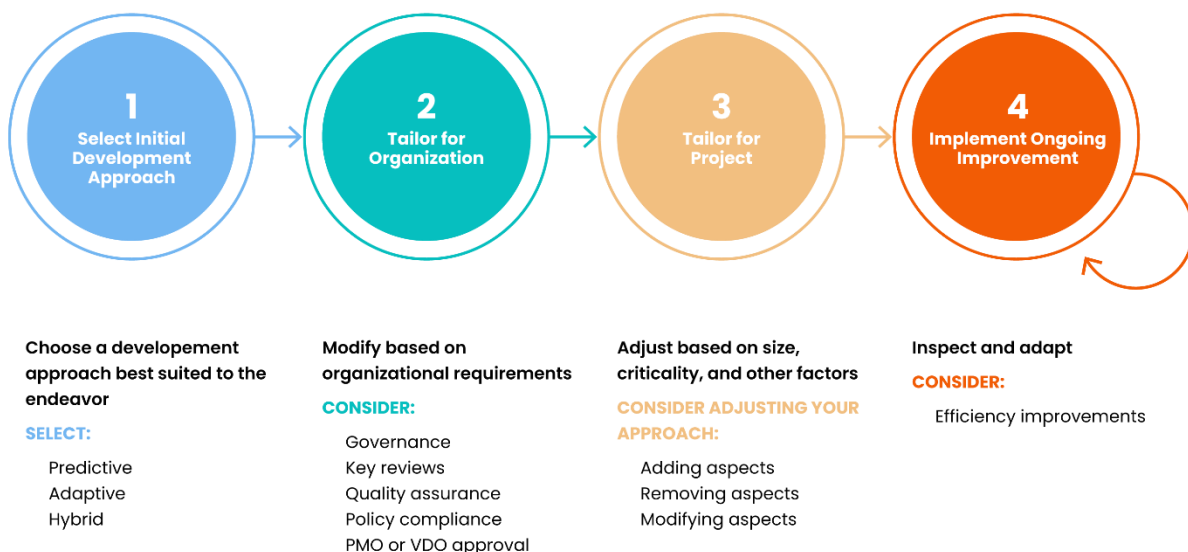 1
Select Initial
Development
Approach
2
Tailor for
Organization
3
Tailor for
Project
4
Implement Ongoing
Improvement
Choose a developement
approach best suited to the
endeavor
SELECT:
Predictive
Adaptive
Hybrid
Modify based on
organizational requirements
CONSIDER:
Governance
Key reviews
Quality assurance
Policy compliance
PMO or VDO approval
Adjust based on size,
criticality, and other factors
CONSIDER ADJUSTING YOUR
APPROACH:
Adding aspects
Removing aspects
Modifying aspects
Inspect and adapt
CONSIDER:
Efficiency improvements